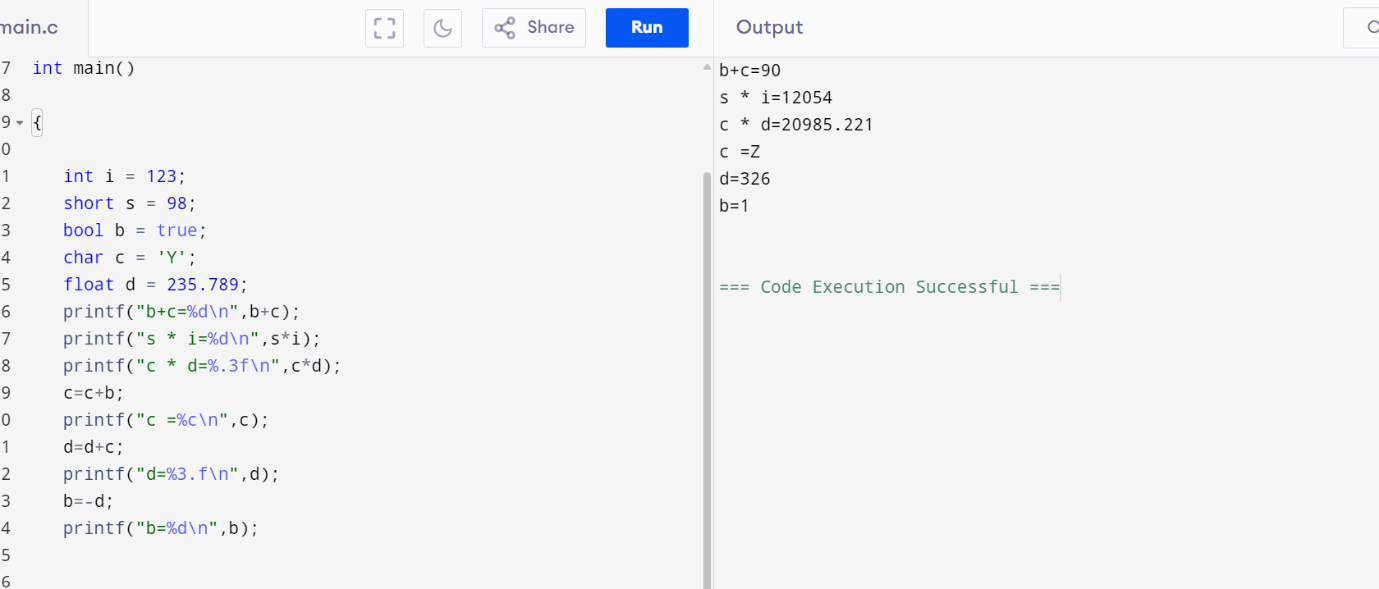 main.c
Share
Run
Output
7 int main()
8
9 {
0
1 int i = 123;
2 short s = 98;
3 bool b = true;
4 char c = 'Y';
5 float d = 235.789;
6 printf("b+c=%d\n",b+c);
7 printf("s * i=%d\n",s*i);
8 printf("c * d=%.3f\n",c*d);
9 c=c+b;
0 printf("c =%c\n",c);
1 d=d+c;
2 printf("d=%3.f\n",d);
3 b=-d;
4 printf("b=%d\n",b);
5
6
b+c=90
s * i=12054
c * d=20985.221
c =Z
d=326
b=1
=== Code Execution Successful ===